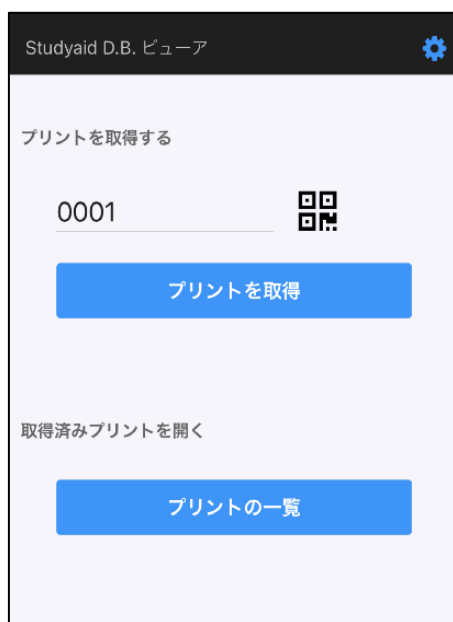 Studyaid D.B. ビューア
プリントを取得する
0001
プリントを取得
取得済みプリントを開く
プリントの一覧